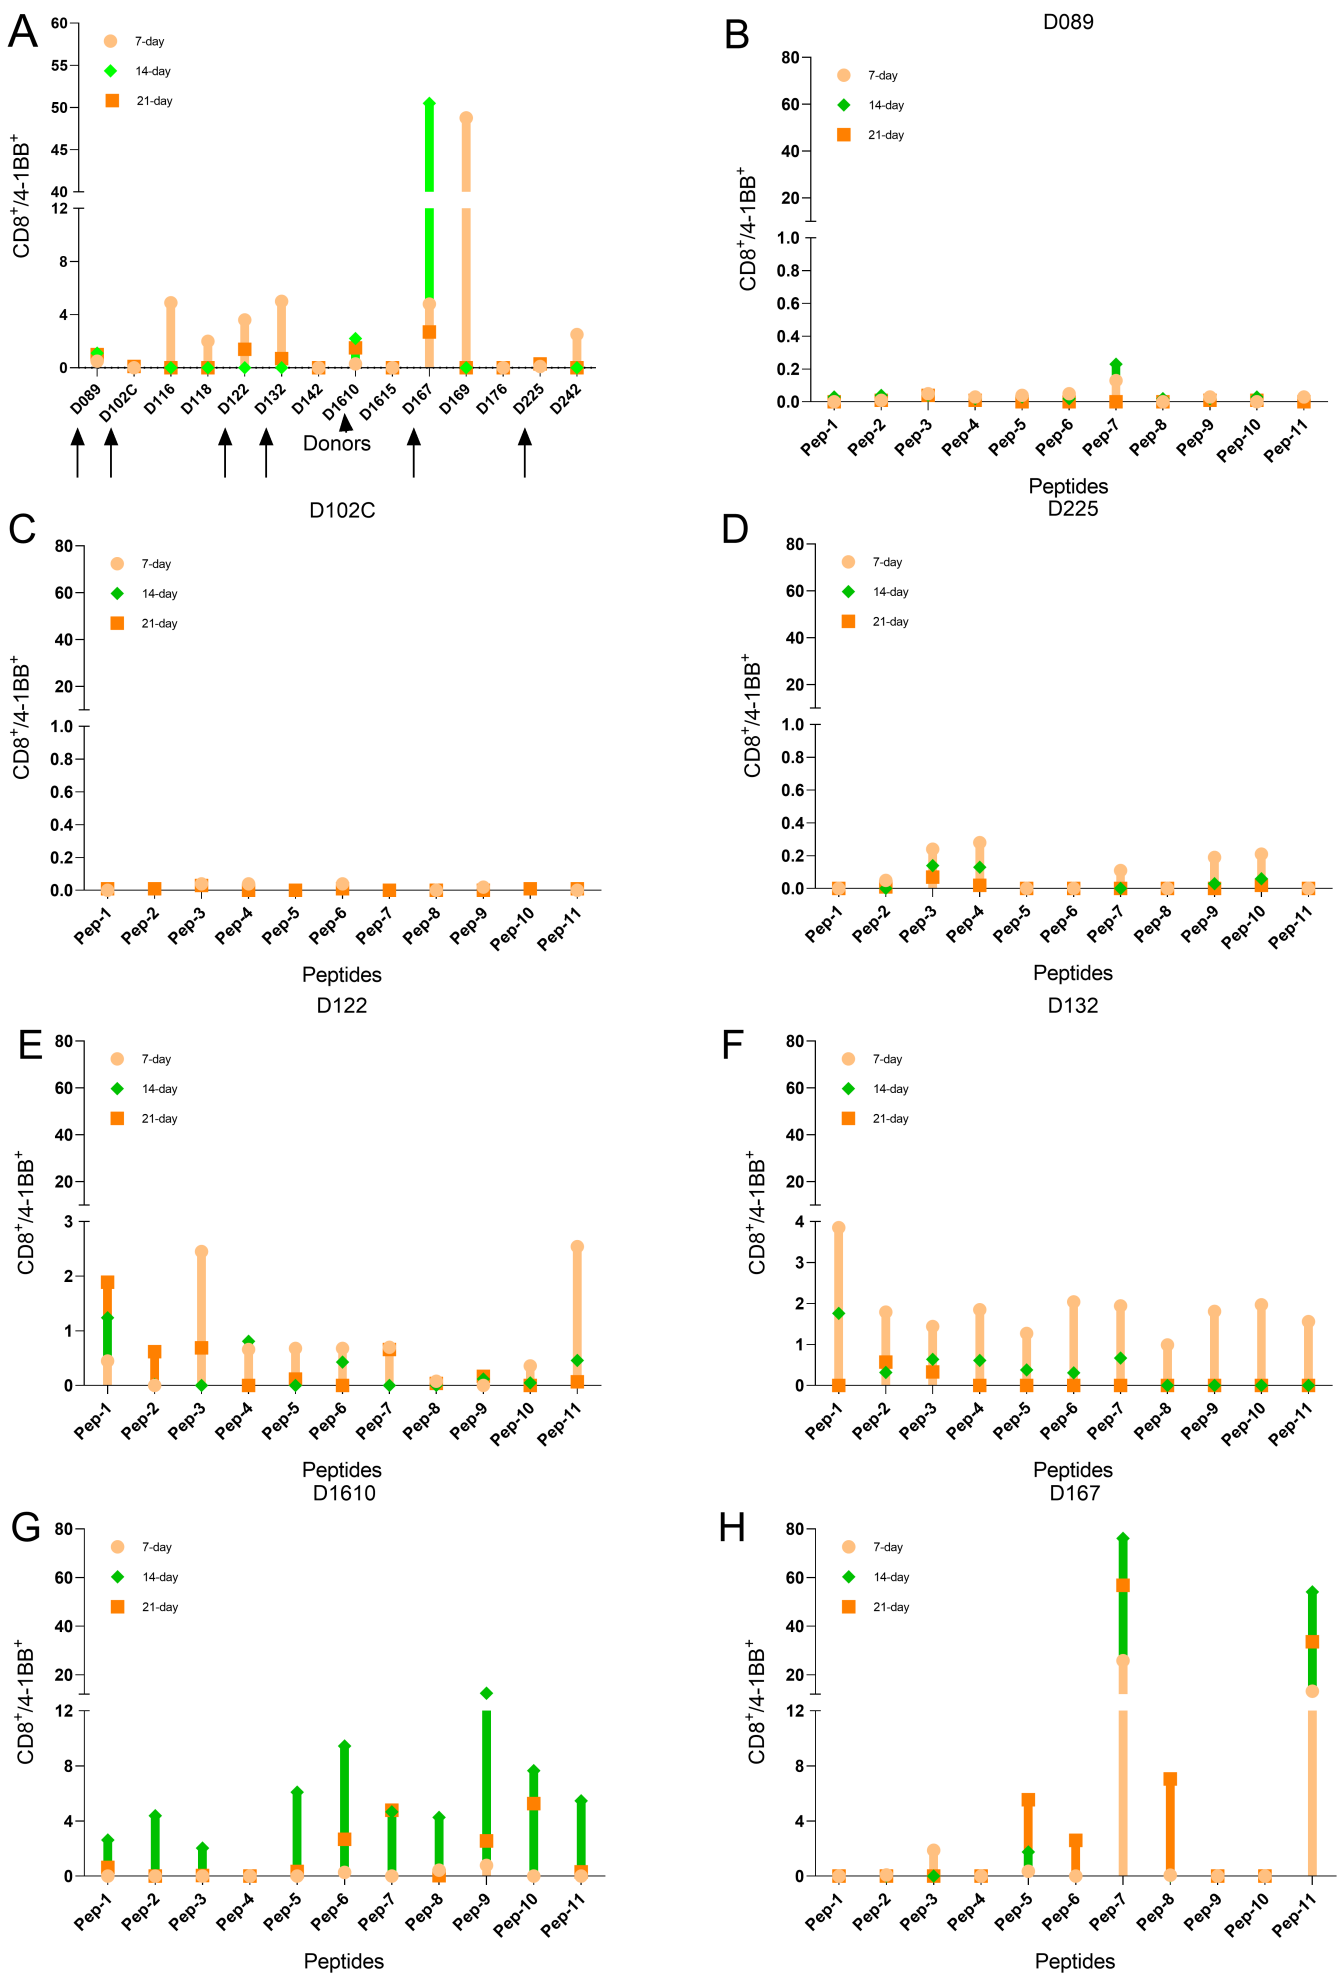 A
60
55
50
45
40
12
8
4
0
CD8+/4-1BB+
7-day
14-day
21-day
D089
D102C
D116
D118
D122
D132
D142
D1610
D1615
D167
D169
D176
D225
D242
Donors
B
D089
80
60
40
20
1.0
0.8
0.6
0.4
0.2
0.0
CD8+/4-1BB+
7-day
14-day
21-day
Pep-1
Pep-2
Pep-3
Pep-4
Pep-5
Pep-6
Pep-7
Pep-8
Pep-9
Pep-10
Pep-11
Peptides
C
D102C
80
60
40
20
1.0
0.8
0.6
0.4
0.2
0.0
CD8+/4-1BB+
7-day
14-day
21-day
Pep-1
Pep-2
Pep-3
Pep-4
Pep-5
Pep-6
Pep-7
Pep-8
Pep-9
Pep-10
Pep-11
Peptides
D
D225
80
60
40
20
1.0
0.8
0.6
0.4
0.2
0.0
CD8+/4-1BB+
7-day
14-day
21-day
Pep-1
Pep-2
Pep-3
Pep-4
Pep-5
Pep-6
Pep-7
Pep-8
Pep-9
Pep-10
Pep-11
Peptides
E
D122
80
60
40
20
3
2
1
0
CD8+/4-1BB+
7-day
14-day
21-day
Pep-1
Pep-2
Pep-3
Pep-4
Pep-5
Pep-6
Pep-7
Pep-8
Pep-9
Pep-10
Pep-11
Peptides
F
D132
80
60
40
20
4
3
2
1
0
CD8+/4-1BB+
7-day
14-day
21-day
Pep-1
Pep-2
Pep-3
Pep-4
Pep-5
Pep-6
Pep-7
Pep-8
Pep-9
Pep-10
Pep-11
Peptides
G
D1610
80
60
40
20
12
8
4
0
CD8+/4-1BB+
7-day
14-day
21-day
Pep-1
Pep-2
Pep-3
Pep-4
Pep-5
Pep-6
Pep-7
Pep-8
Pep-9
Pep-10
Pep-11
Peptides
H
D167
80
60
40
20
12
8
4
0
CD8+/4-1BB+
7-day
14-day
21-day
Pep-1
Pep-2
Pep-3
Pep-4
Pep-5
Pep-6
Pep-7
Pep-8
Pep-9
Pep-10
Pep-11
Peptides